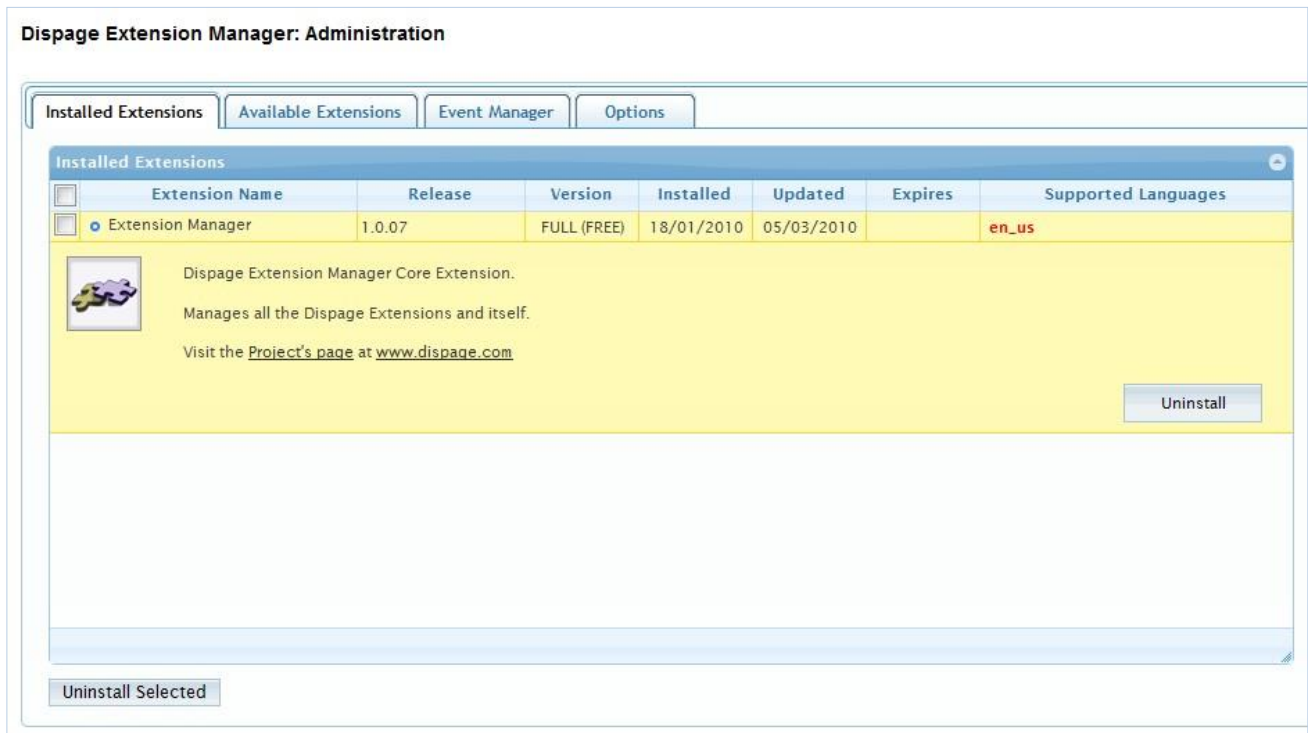 Dispage Extension Manager: Administration
Installed Extensions Available Extensions Event Manager Options
Installed Extensions
Extension Name Release Version Installed Updated Expires Supported Languages
Extension Manager 1.0.07 FULL (FREE) 18/01/2010 05/03/2010 en_us
Dispage Extension Manager Core Extension.
Manages all the Dispage Extensions and itself.
Visit the Project's page at www.dispage.com
Uninstall
Uninstall Selected